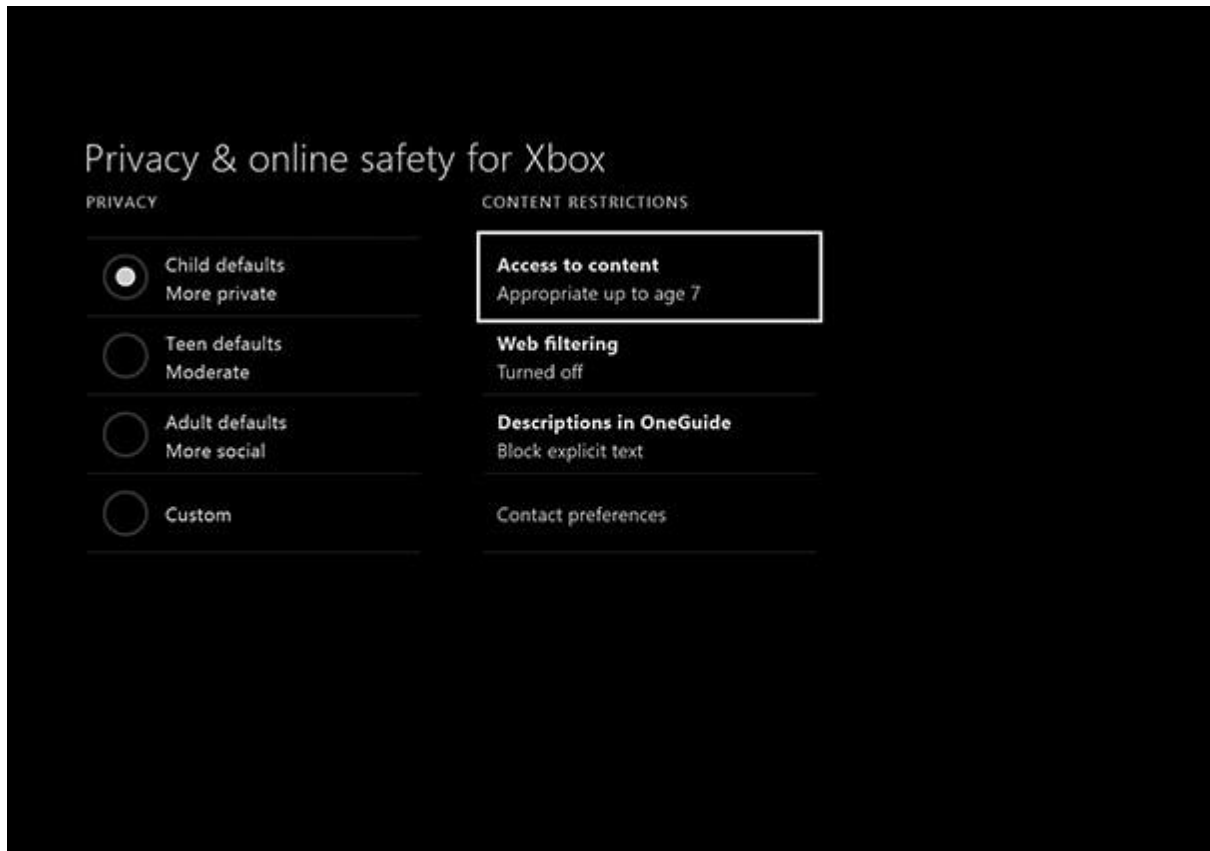 Privacy & online safety for Xbox
PRIVACY
Child defaults
More private
Teen defaults
Moderate
Adult defaults
More social
Custom
CONTENT RESTRICTIONS
Access to content
Appropriate up to age 7
Web filtering
Turned off
Descriptions in OneGuide
Block explicit text
Contact preferences